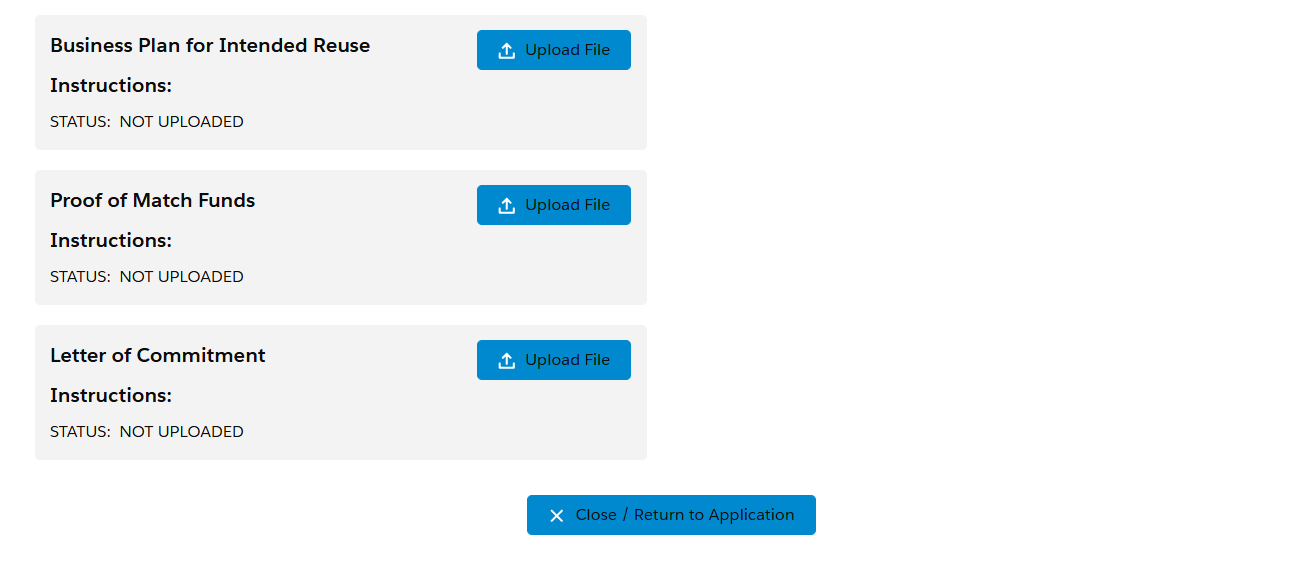 Business Plan for Intended Reuse
Upload File
Instructions:
STATUS: NOT UPLOADED
Proof of Match Funds
Upload File
Instructions:
STATUS: NOT UPLOADED
Letter of Commitment
Upload File
Instructions:
STATUS: NOT UPLOADED
Close / Return to Application